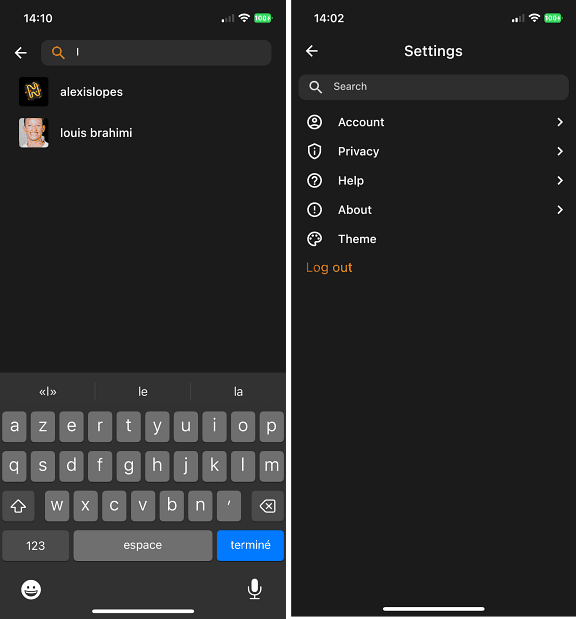 14:10
100+
l
alexislopes
louis brahimi
«l»
le
la
a z e r t y u i o p
q s d f g h j k l m
w x c v b n ’
123
espace
terminé
14:02
100+
Settings
Search
Account
Privacy
Help
About
Theme
Log out